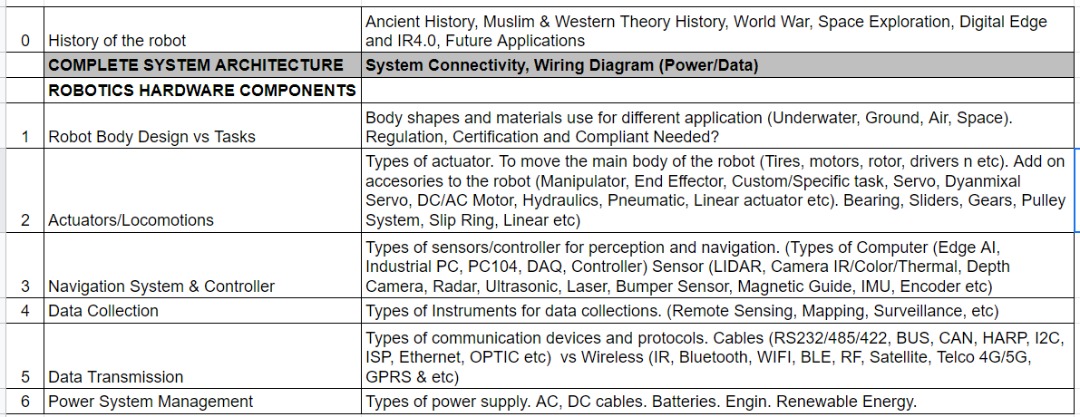 Ancient History, Muslim & Western Theory History, World War, Space Exploration, Digital Edge
0 History of the robot and IR4.0, Future Applications
COMPLETE SYSTEM ARCHITECTURE System Connectivity, Wiring Diagram (Power/Data)
ROBOTICS HARDWARE COMPONENTS
Body shapes and materials use for different application (Underwater, Ground, Air, Space).
1 Robot Body Design vs Tasks Regulation, Certification and Compliant Needed?
Types of actuator. To move the main body of the robot (Tires, motors, rotor, drivers n etc). Add on
accesories to the robot (Manipulator, End Effector, Custom/Specific task, Servo, Dyanmixal
Servo, DC/AC Motor, Hydraulics, Pneumatic, Linear actuator etc). Bearing, Sliders, Gears, Pulley
2 Actuators/Locomotions System, Slip Ring, Linear etc)
Types of sensors/controller for perception and navigation. (Types of Computer (Edge AI,
Industrial PC, PC104, DAQ, Controller) Sensor (LIDAR, Camera IR/Color/Thermal, Depth
3 Navigation System & Controller Camera, Radar, Ultrasonic, Laser, Bumper Sensor, Magnetic Guide, IMU, Encoder etc)
4 Data Collection Types of Instruments for data collections. (Remote Sensing, Mapping, Surveillance, etc)
Types of communication devices and protocols. Cables (RS232/485/422, BUS, CAN, HARP, I2C,
ISP, Ethernet, OPTIC etc) vs Wireless (IR, Bluetooth, WIFI, BLE, RF, Satellite, Telco 4G/5G,
5 Data Transmission GPRS & etc)
6 Power System Management Types of power supply. AC, DC cables. Batteries. Engin. Renewable Energy.